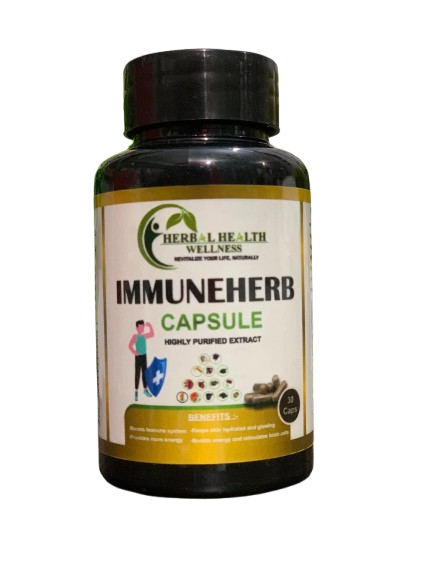 HERBAL HEALTH
WELLNESS
REVITALIZE YOUR LIFE, NATURALLY
IMMUNEHERB
CAPSULE
HIGHLY PURIFIED EXTRACT
30
Caps
BENEFITS :-
-Boosts Immune system -Keeps skin hydrated and glowing
-Provides more energy -Boosts energy and stimulates brain cells